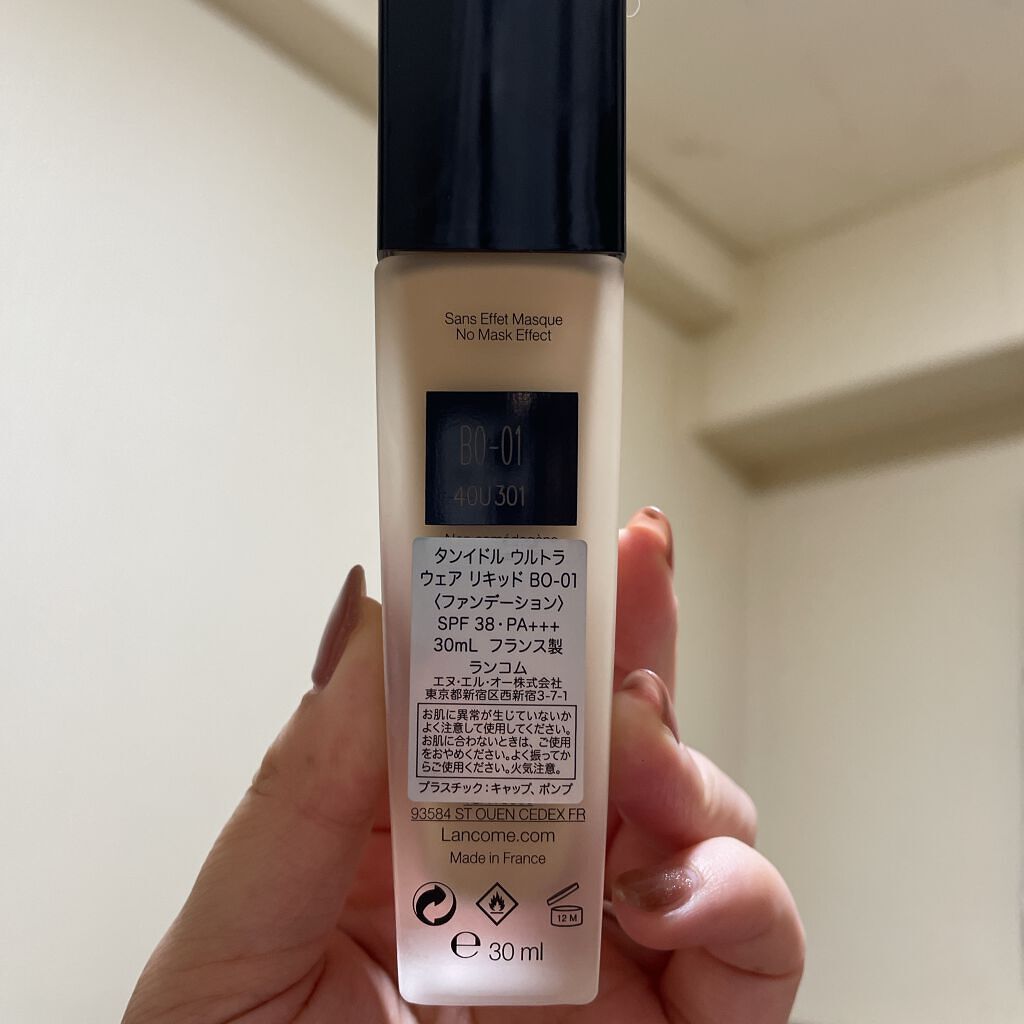 Sans Effet Masque
No Mask Effect
BO-01
40U301
タンイドル ウルトラ
ウェア リキッド BO-01
〈ファンデーション〉
SPF 38・PA+++
30mL フランス製
ランコム
エヌ・エル・オー株式会社
東京都新宿区西新宿3-7-1
お肌に異常が生じていないか
よく注意して使用してください。
お肌に合わないときは、ご使用
をおやめください。よく振ってか
らご使用ください。火気注意。
プラスチック：キャップ、ポンプ
93584 ST OUEN CEDEX FR
Lancome.com
Made in France
12 M
e 30 ml